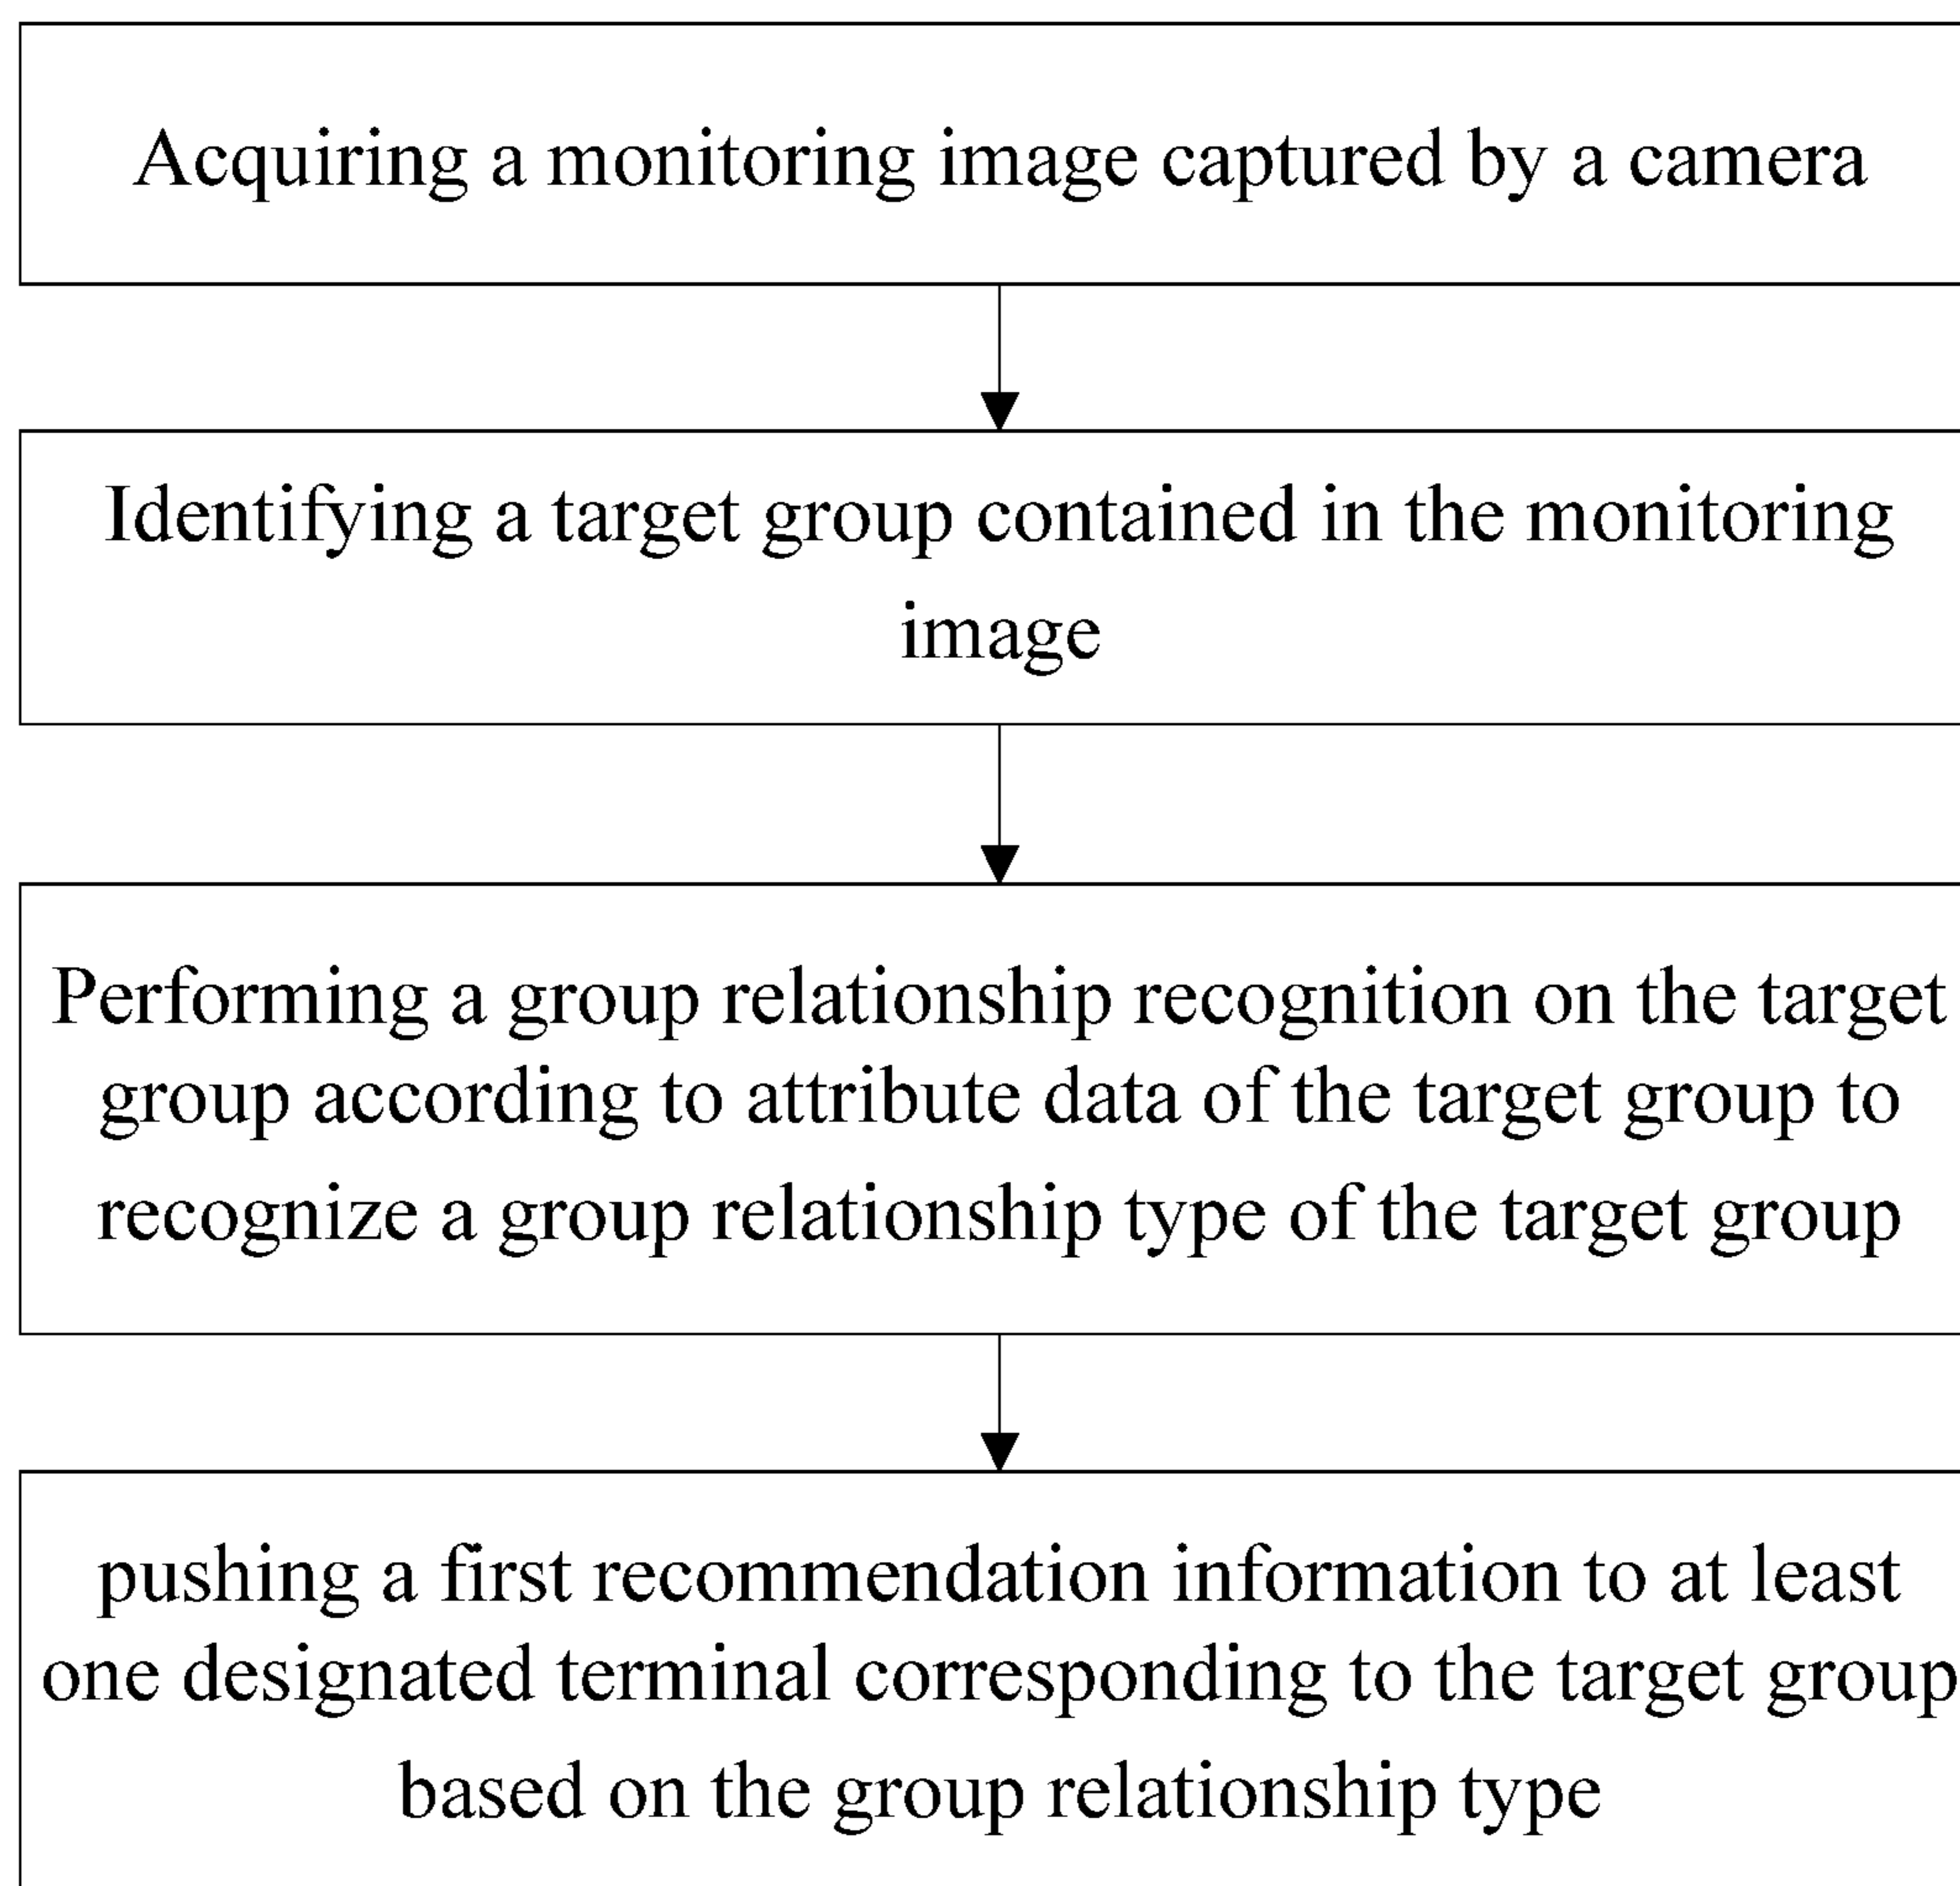 Acquiring a monitoring image captured by a camera
Identifying a target group contained in the monitoring
image
Performing a group relationship recognition on the target
group according to attribute data of the target group to
recognize a group relationship type of the target group
pushing a first recommendation information to at least
one designated terminal corresponding to the target group
based on the group relationship type